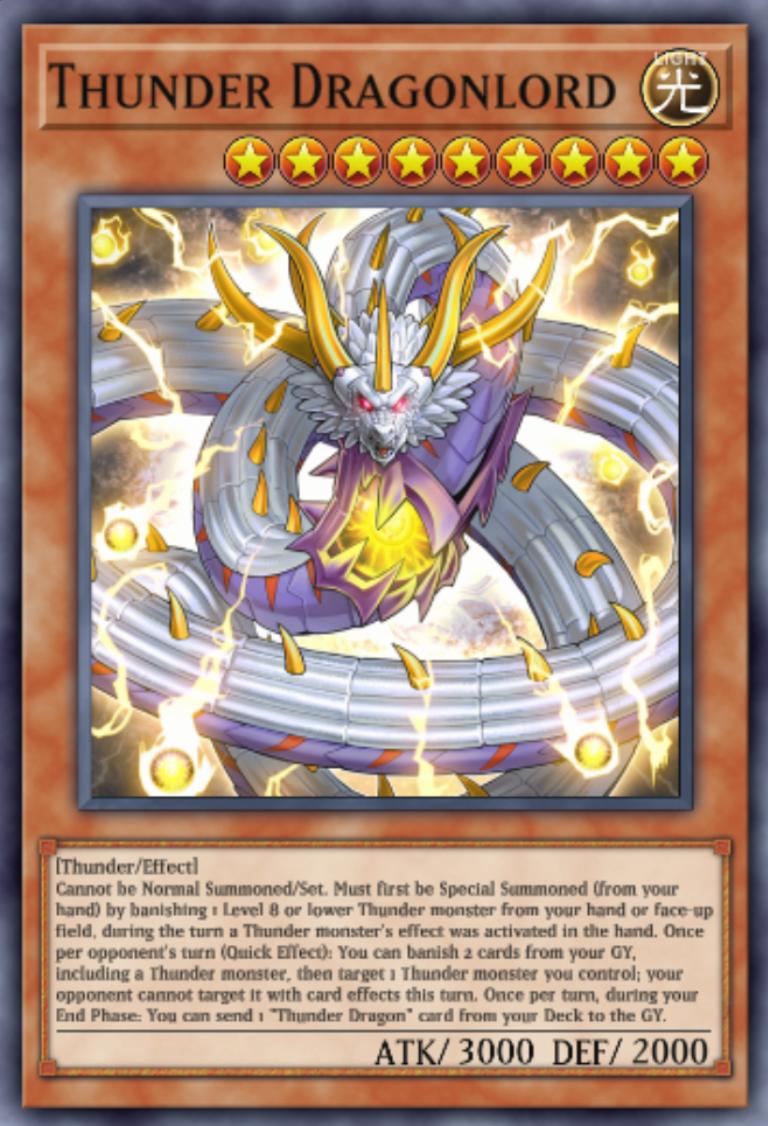 Thunder Dragonlord
LIGHT
光
[Thunder/Effect]
Cannot be Normal Summoned/Set. Must first be Special Summoned (from your
hand) by banishing 1 Level 8 or lower Thunder monster from your hand or face-up
field, during the turn a Thunder monster's effect was activated in the hand. Once
per opponent's turn (Quick Effect): You can banish 2 cards from your GY,
including a Thunder monster, then target 1 Thunder monster you control; your
opponent cannot target it with card effects this turn. Once per turn, during your
End Phase: You can send 1 "Thunder Dragon" card from your Deck to the GY.
ATK/ 3000 DEF/ 2000